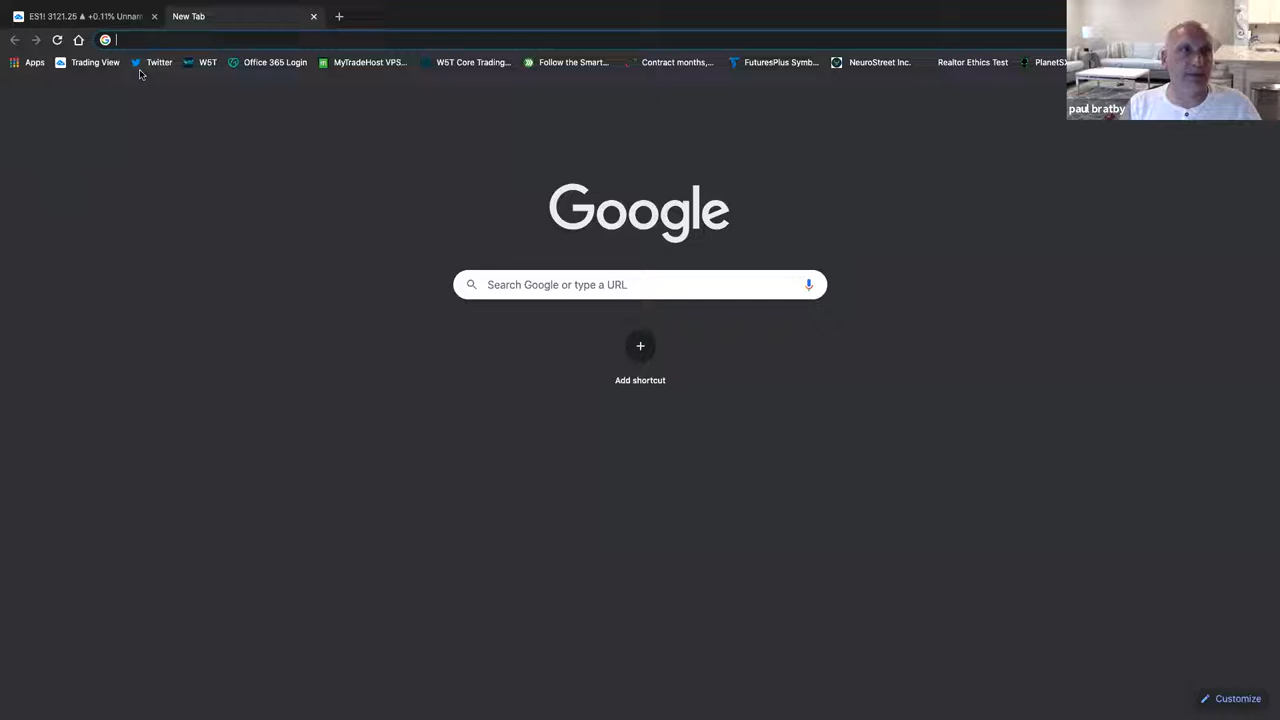 ES1! 3121.25 ▲ +0.11% Unnam
New Tab
Apps
Trading View
Twitter
W5T
Office 365 Login
MyTradeHost VPS...
W5T Core Trading...
Follow the Smart...
Contract months,...
FuturesPlus Symb...
NeuroStreet Inc.
Realtor Ethics Test
PlanetSX
paul bratby
Google
Search Google or type a URL
Add shortcut
Customize